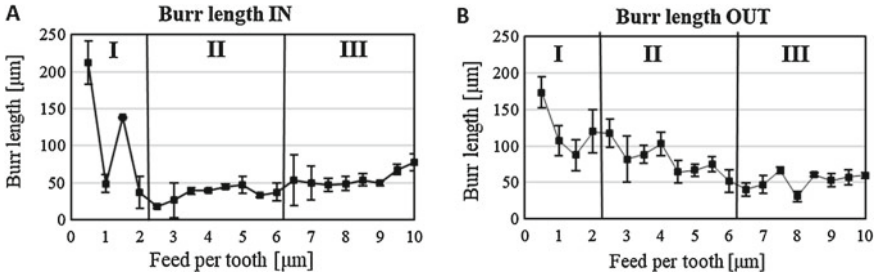 A
Burr length IN
Burr length [µm]
250
200
150
100
50
0
I
II
III
0 1 2 3 4 5 6 7 8 9 10
Feed per tooth [µm]
B
Burr length OUT
Burr length [µm]
250
200
150
100
50
0
I
II
III
0 1 2 3 4 5 6 7 8 9 10
Feed per tooth [µm]